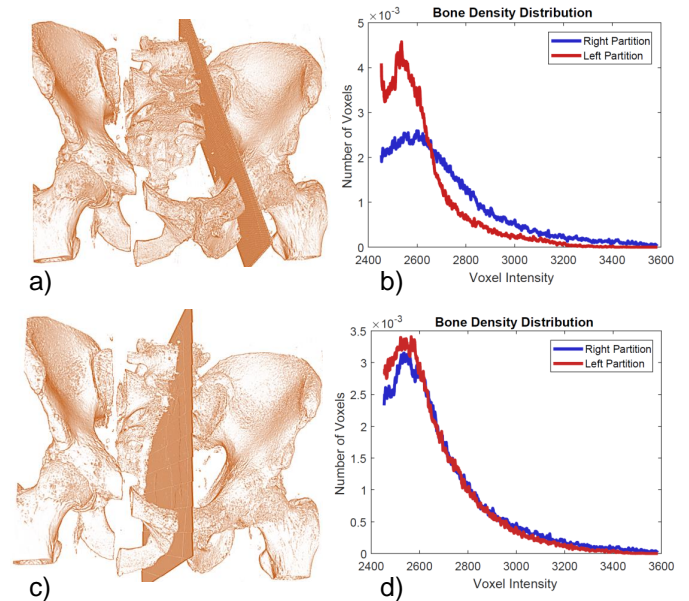 a)
Bone Density Distribution
×10⁻³
5
4
3
2
1
0
2400 2600 2800 3000 3200 3400 3600
Number of Voxels
Voxel Intensity
Right Partition
Left Partition
b)
c)
Bone Density Distribution
×10⁻³
3.5
3
2.5
2
1.5
1
0.5
0
2400 2600 2800 3000 3200 3400 3600
Number of Voxels
Voxel Intensity
Right Partition
Left Partition
d)